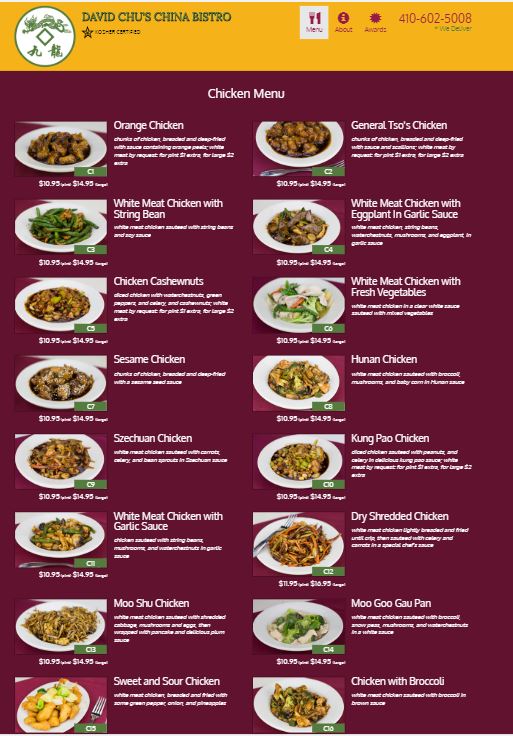 DAVID CHU'S CHINA BISTRO
KOSHER CERTIFIED
九 龍
Menu
About
Awards
410-602-5008
* We Deliver
Chicken Menu
Orange Chicken
chunks of chicken, breaded and deep-fried
with sauce containing orange peels; white
meat by request: for pint $1 extra, for large $2
extra
C1
$10.95 (pint) $14.95 (large)
General Tso's Chicken
chunks of chicken, breaded and deep-fried
with sauce and scallions; white meat by
request: for pint $1 extra, for large $2 extra
C2
$10.95 (pint) $14.95 (large)
White Meat Chicken with
String Bean
white meat chicken sauteed with string beans
and soy sauce
C3
$10.95 (pint) $14.95 (large)
White Meat Chicken with
Eggplant In Garlic Sauce
white meat chicken, string beans,
waterchestnuts, mushrooms, and eggplant, in
garlic sauce
C4
$10.95 (pint) $14.95 (large)
Chicken Cashewnuts
diced chicken with waterchestnuts, green
peppers, and celery, and cashewnuts; white
meat by request: for pint $1 extra, for large $2
extra
C5
$10.95 (pint) $14.95 (large)
White Meat Chicken with
Fresh Vegetables
white meat chicken in a clear white sauce
sauteed with mixed vegetables
C6
$10.95 (pint) $14.95 (large)
Sesame Chicken
chunks of chicken, breaded and deep-fried
with a sesame seed sauce
C7
$10.95 (pint) $14.95 (large)
Hunan Chicken
white meat chicken sauteed with broccoli,
mushrooms, and baby corn in Hunan sauce
C8
$10.95 (pint) $14.95 (large)
Szechuan Chicken
white meat chicken sauteed with carrots,
celery, and bean sprouts in Szechuan sauce
C9
$10.95 (pint) $14.95 (large)
Kung Pao Chicken
diced chicken sauteed with peanuts, and
celery in delicious kung pao sauce; white
meat by request: for pint $1 extra, for large $2
extra
C10
$10.95 (pint) $14.95 (large)
White Meat Chicken with
Garlic Sauce
chicken sauteed with string beans,
mushrooms, and waterchestnuts in garlic
sauce
C11
$10.95 (pint) $14.95 (large)
Dry Shredded Chicken
white meat chicken lightly breaded and fried
until crip, then sauteed with celery and
carrots in a special chef's sauce
C12
$11.95 (pint) $16.95 (large)
Moo Shu Chicken
white meat chicken sauteed with shredded
cabbage, mushrooms and eggs, then
wrapped with pancake and delicious plum
sauce
C13
$10.95 (pint) $14.95 (large)
Moo Goo Gau Pan
white meat chicken sauteed with broccoli,
snow peas, mushrooms, and waterchestnuts
in a white sauce
C14
$10.95 (pint) $14.95 (large)
Sweet and Sour Chicken
white meat chicken, breaded and fried with
some green pepper, onion, and pineapples
C15
Chicken with Broccoli
white meat chicken sauteed with broccoli in
brown sauce
C16